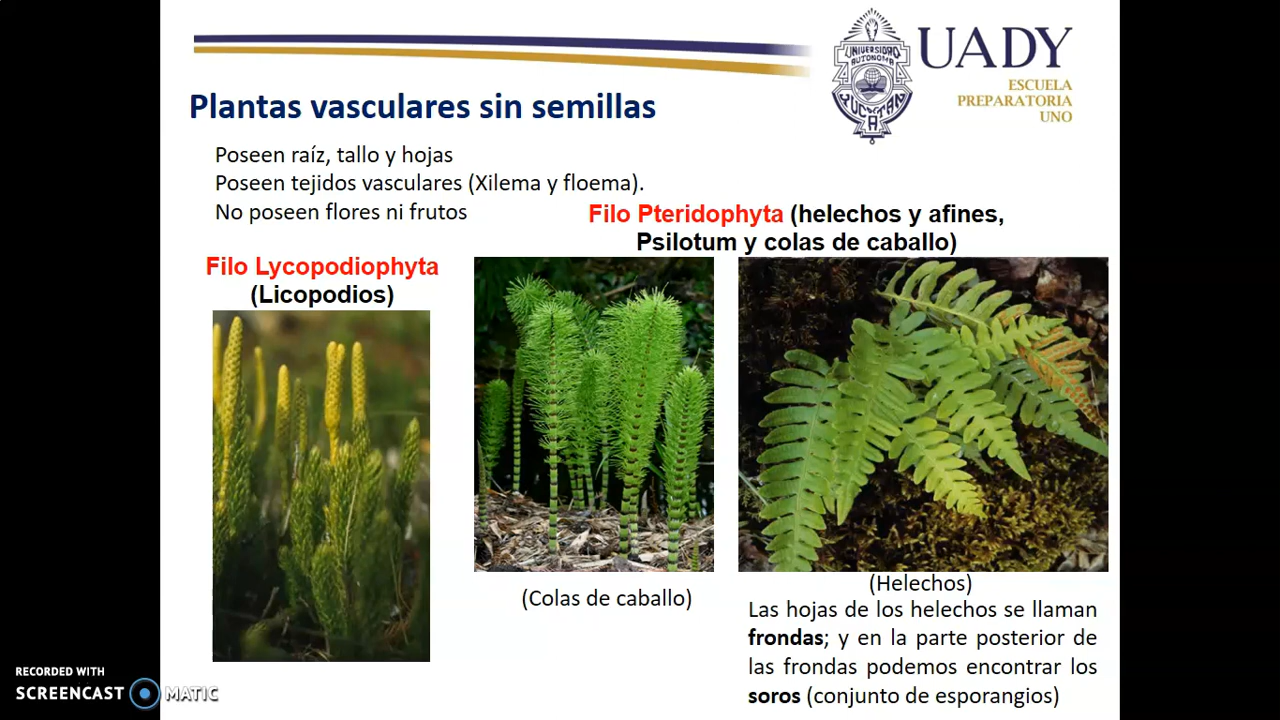 UNIVERSIDAD
AUTONOMA
YUCATAN
UADY
ESCUELA
PREPARATORIA
UNO
Plantas vasculares sin semillas
Poseen raíz, tallo y hojas
Poseen tejidos vasculares (Xilema y floema).
No poseen flores ni frutos
Filo Pteridophyta (helechos y afines,
Psilotum y colas de caballo)
Filo Lycopodiophyta
(Licopodios)
(Colas de caballo)
(Helechos)
Las hojas de los helechos se llaman
frondas; y en la parte posterior de
las frondas podemos encontrar los
soros (conjunto de esporangios)
RECORDED WITH
SCREENCAST MATIC